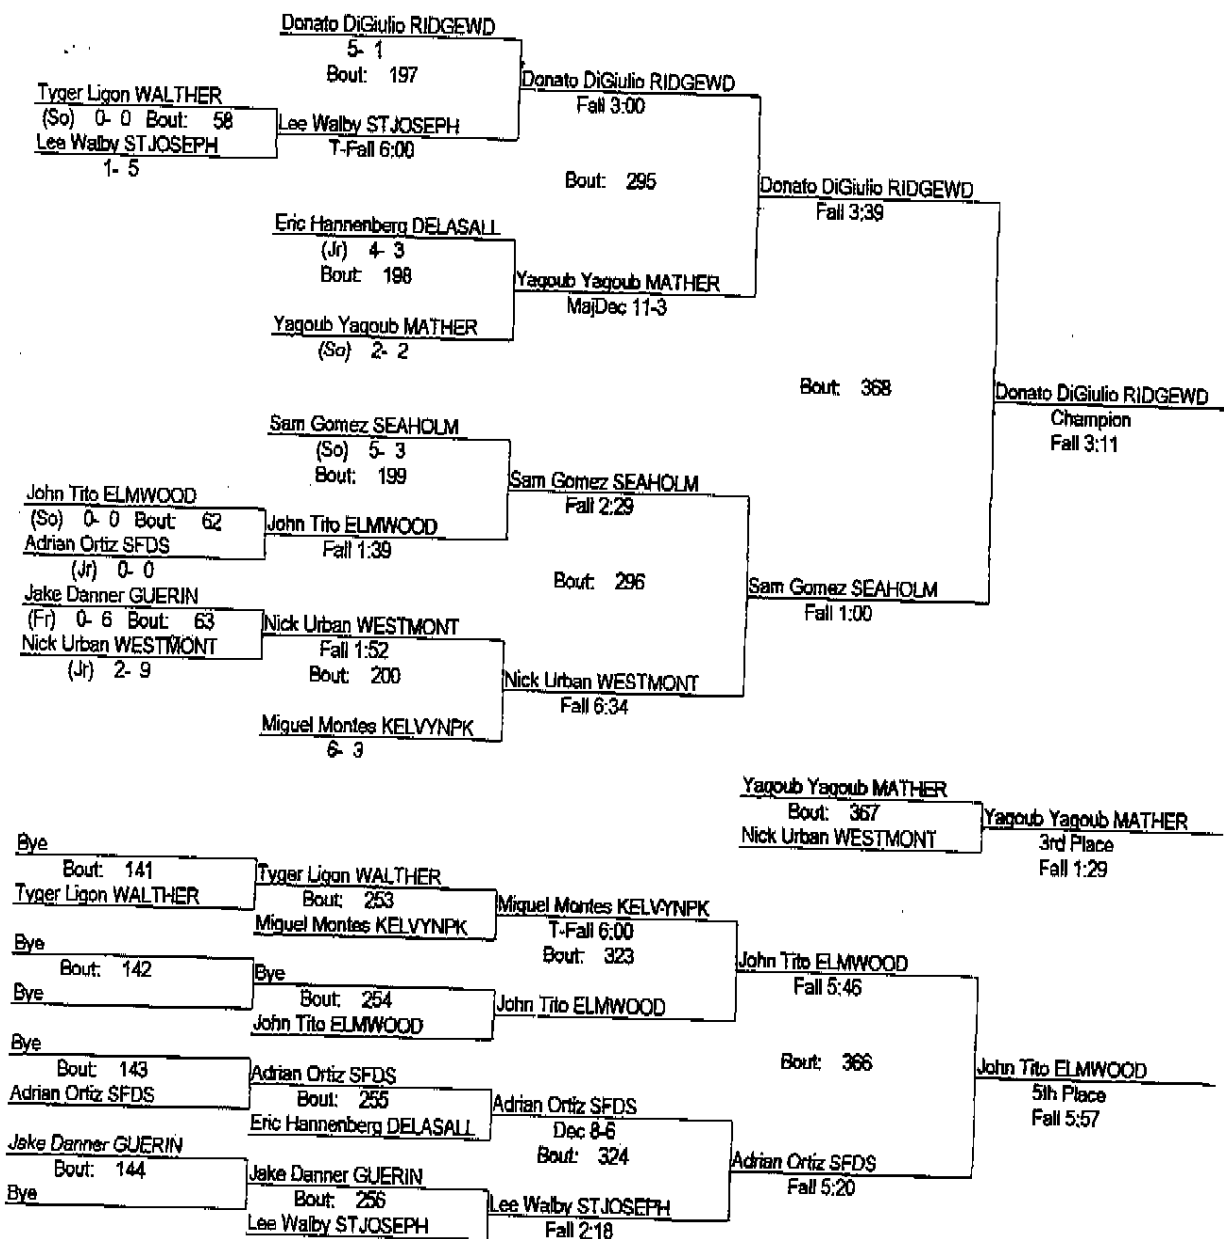 Donato DiGiulio RIDGEWD
5- 1
Bout: 197
Donato DiGiulio RIDGEWD
Fall 3:00
Tyger Ligon WALTHER
(So) 0- 0 Bout: 58
Lee Walby STJOSEPH
1- 5
Lee Walby STJOSEPH
T-Fall 6:00
Bout: 295
Donato DiGiulio RIDGEWD
Fall 3:39
Eric Hannenberg DELASALL
(Jr) 4- 3
Bout: 198
Yagoub Yagoub MATHER
MajDec 11-3
Yagoub Yagoub MATHER
(So) 2- 2
Bout: 368
Donato DiGiulio RIDGEWD
Champion
Fall 3:11
Sam Gomez SEAHOLM
(So) 5- 3
Bout: 199
Sam Gomez SEAHOLM
Fall 2:29
John Tito ELMWOOD
(So) 0- 0 Bout: 62
Adrian Ortiz SFDS
(Jr) 0- 0
John Tito ELMWOOD
Fall 1:39
Bout: 296
Sam Gomez SEAHOLM
Fall 1:00
Jake Danner GUERIN
(Fr) 0- 6 Bout: 63
Nick Urban WESTMONT
(Jr) 2- 9
Nick Urban WESTMONT
Fall 1:52
Bout: 200
Nick Urban WESTMONT
Fall 6:34
Miguel Montes KELVYNPK
6- 3
Yagoub Yagoub MATHER
Bout: 367
Nick Urban WESTMONT
Yagoub Yagoub MATHER
3rd Place
Fall 1:29
Bye
Bout: 141
Tyger Ligon WALTHER
Tyger Ligon WALTHER
Bout: 253
Miguel Montes KELVYNPK
Miguel Montes KELVYNPK
T-Fall 6:00
Bout: 323
Bye
Bout: 142
Bye
Bye
Bout: 254
John Tito ELMWOOD
John Tito ELMWOOD
John Tito ELMWOOD
Fall 5:46
Bye
Bout: 143
Adrian Ortiz SFDS
Adrian Ortiz SFDS
Bout: 255
Eric Hannenberg DELASALL
Adrian Ortiz SFDS
Dec 8-6
Bout: 324
Bout: 366
John Tito ELMWOOD
5th Place
Fall 5:57
Jake Danner GUERIN
Bout: 144
Bye
Jake Danner GUERIN
Bout: 256
Lee Walby STJOSEPH
Lee Walby STJOSEPH
Fall 2:18
Adrian Ortiz SFDS
Fall 5:20